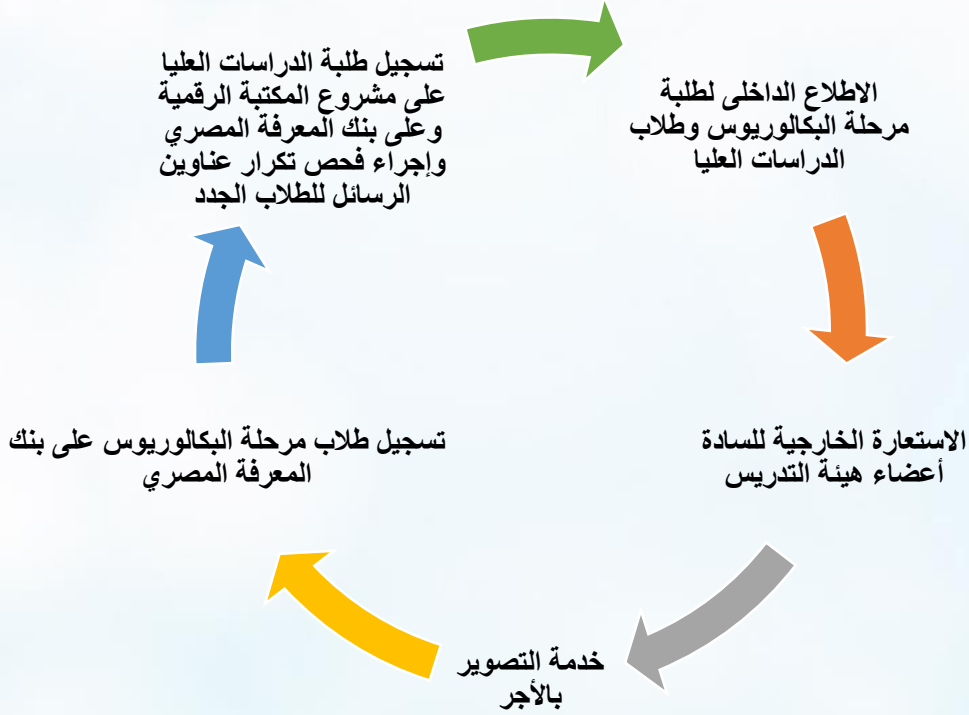 الاطلاع الداخلى لطلبة
مرحلة البكالوريوس وطلاب
الدراسات العليا
الاستعارة الخارجية للسادة
أعضاء هيئة التدريس
خدمة التصوير
بالأجر
تسجيل طلاب مرحلة البكالوريوس على بنك
المعرفة المصري
تسجيل طلبة الدراسات العليا
على مشروع المكتبة الرقمية
وعلى بنك المعرفة المصري
وإجراء فحص تكرار عناوين
الرسائل للطلاب الجدد